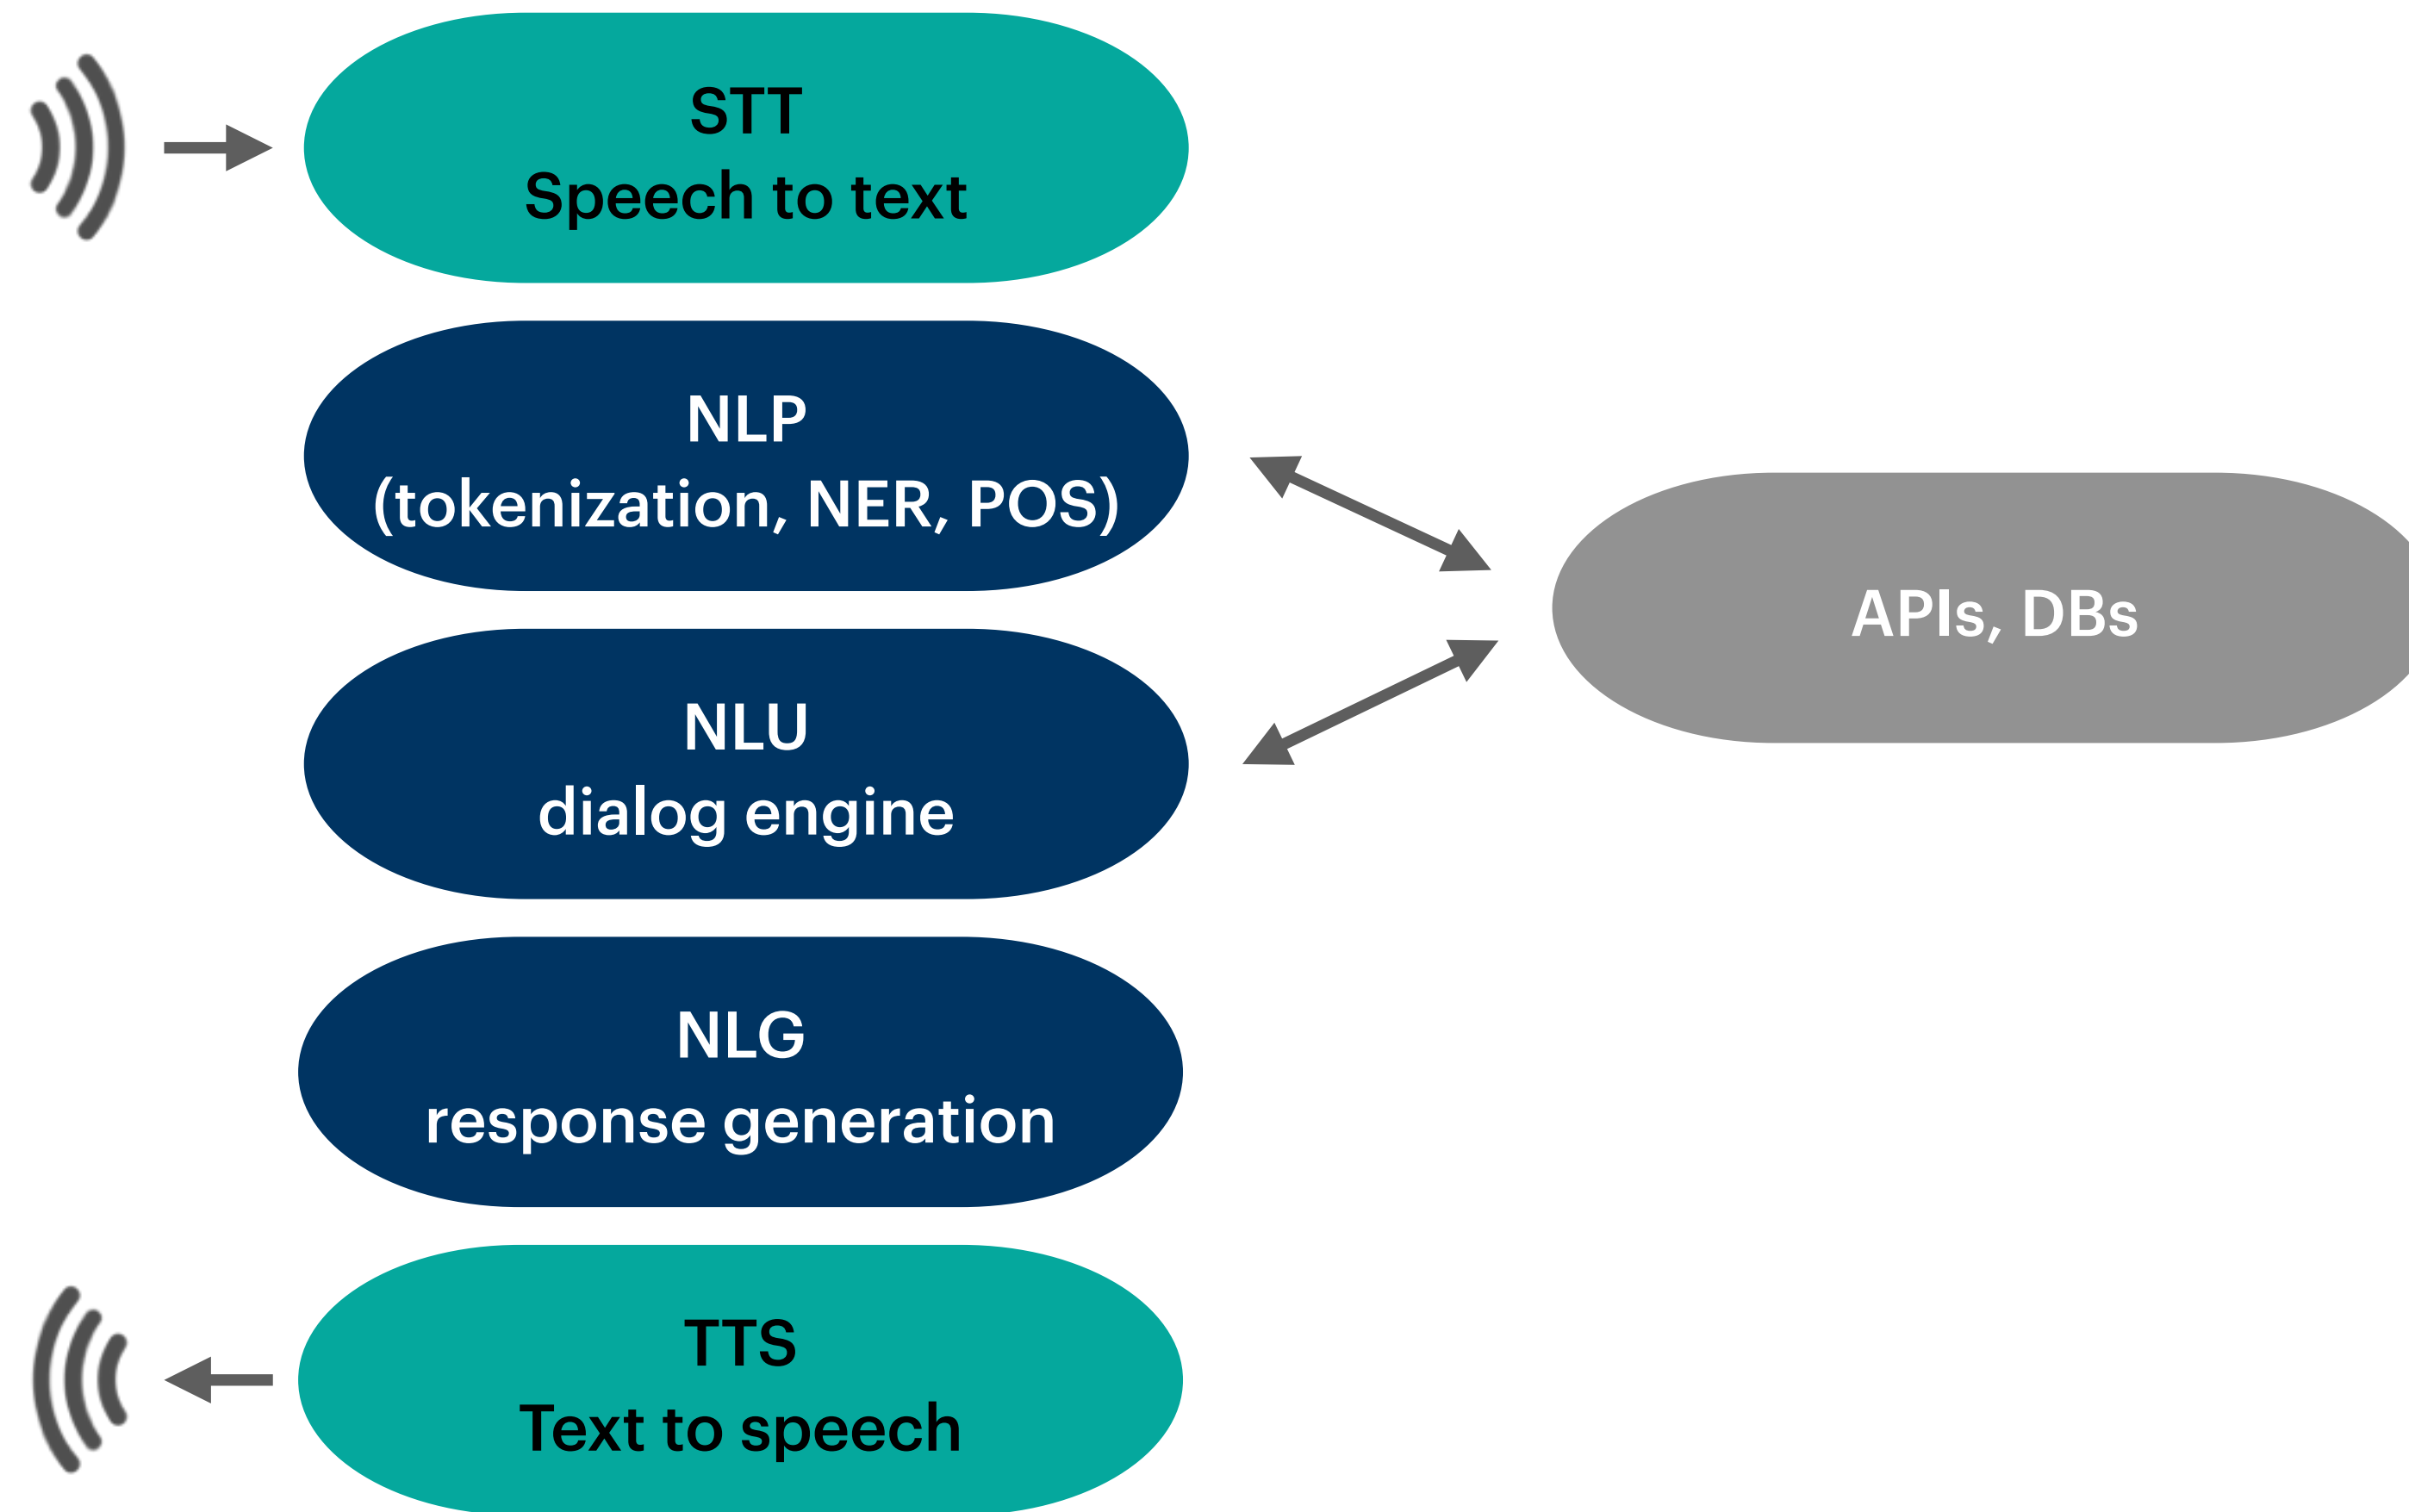 STT
Speech to text
NLP
(tokenization, NER, POS)
APIs, DBs
NLU
dialog engine
NLG
response generation
TTS
Text to speech